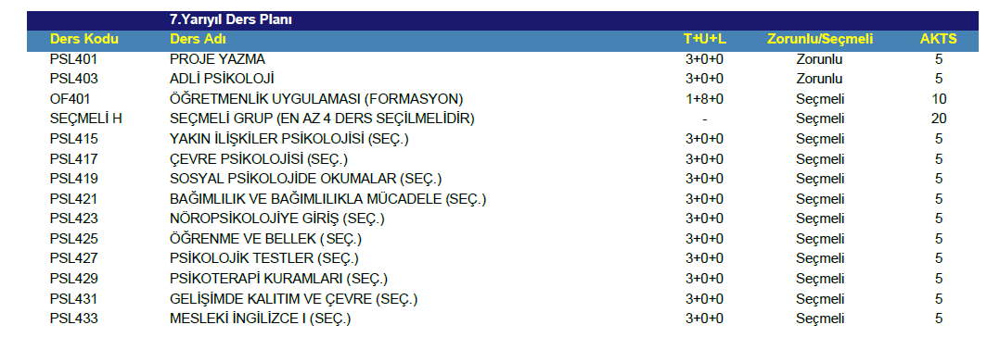 7.Yarıyıl Ders Planı
Ders Kodu Ders Adı T+U+L Zorunlu/Seçmeli AKTS
PSL401 PROJE YAZMA 3+0+0 Zorunlu 5
PSL403 ADLİ PSİKOLOJİ 3+0+0 Zorunlu 5
OF401 ÖĞRETMENLİK UYGULAMASI (FORMASYON) 1+8+0 Seçmeli 10
SEÇMELİ H SEÇMELİ GRUP (EN AZ 4 DERS SEÇİLMELİDİR) - Seçmeli 20
PSL415 YAKIN İLİŞKİLER PSİKOLOJİSİ (SEÇ.) 3+0+0 Seçmeli 5
PSL417 ÇEVRE PSİKOLOJİSİ (SEÇ.) 3+0+0 Seçmeli 5
PSL419 SOSYAL PSİKOLOJİDE OKUMALAR (SEÇ.) 3+0+0 Seçmeli 5
PSL421 BAĞIMLILIK VE BAĞIMLILIKLA MÜCADELE (SEÇ.) 3+0+0 Seçmeli 5
PSL423 NÖROPSİKOLOJİYE GİRİŞ (SEÇ.) 3+0+0 Seçmeli 5
PSL425 ÖĞRENME VE BELLEK (SEÇ.) 3+0+0 Seçmeli 5
PSL427 PSİKOLOJİK TESTLER (SEÇ.) 3+0+0 Seçmeli 5
PSL429 PSİKOTERAPİ KURAMLARI (SEÇ.) 3+0+0 Seçmeli 5
PSL431 GELİŞİMDE KALITIM VE ÇEVRE (SEÇ.) 3+0+0 Seçmeli 5
PSL433 MESLEKİ İNGİLİZCE I (SEÇ.) 3+0+0 Seçmeli 5